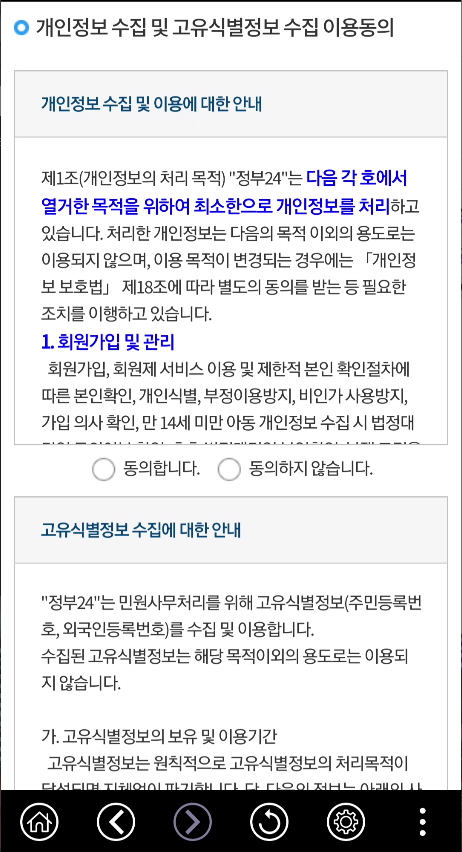 개인정보 수집 및 고유식별정보 수집 이용동의
개인정보 수집 및 이용에 대한 안내
제1조(개인정보의 처리 목적) "정부24"는 다음 각 호에서
열거한 목적을 위하여 최소한으로 개인정보를 처리하고
있습니다. 처리한 개인정보는 다음의 목적 이외의 용도로는
이용되지 않으며, 이용 목적이 변경되는 경우에는 「개인정
보 보호법」 제18조에 따라 별도의 동의를 받는 등 필요한
조치를 이행하고 있습니다.
1. 회원가입 및 관리
회원가입, 회원제 서비스 이용 및 제한적 본인 확인절차에
따른 본인확인, 개인식별, 부정이용방지, 비인가 사용방지,
가입 의사 확인, 만 14세 미만 아동 개인정보 수집 시 법정대
동의합니다. 동의하지 않습니다.
고유식별정보 수집에 대한 안내
"정부24"는 민원사무처리를 위해 고유식별정보(주민등록번
호, 외국인등록번호)를 수집 및 이용합니다.
수집된 고유식별정보는 해당 목적이외의 용도로는 이용되
지 않습니다.
가. 고유식별정보의 보유 및 이용기간
고유식별정보는 원칙적으로 고유식별정보의 처리목적이